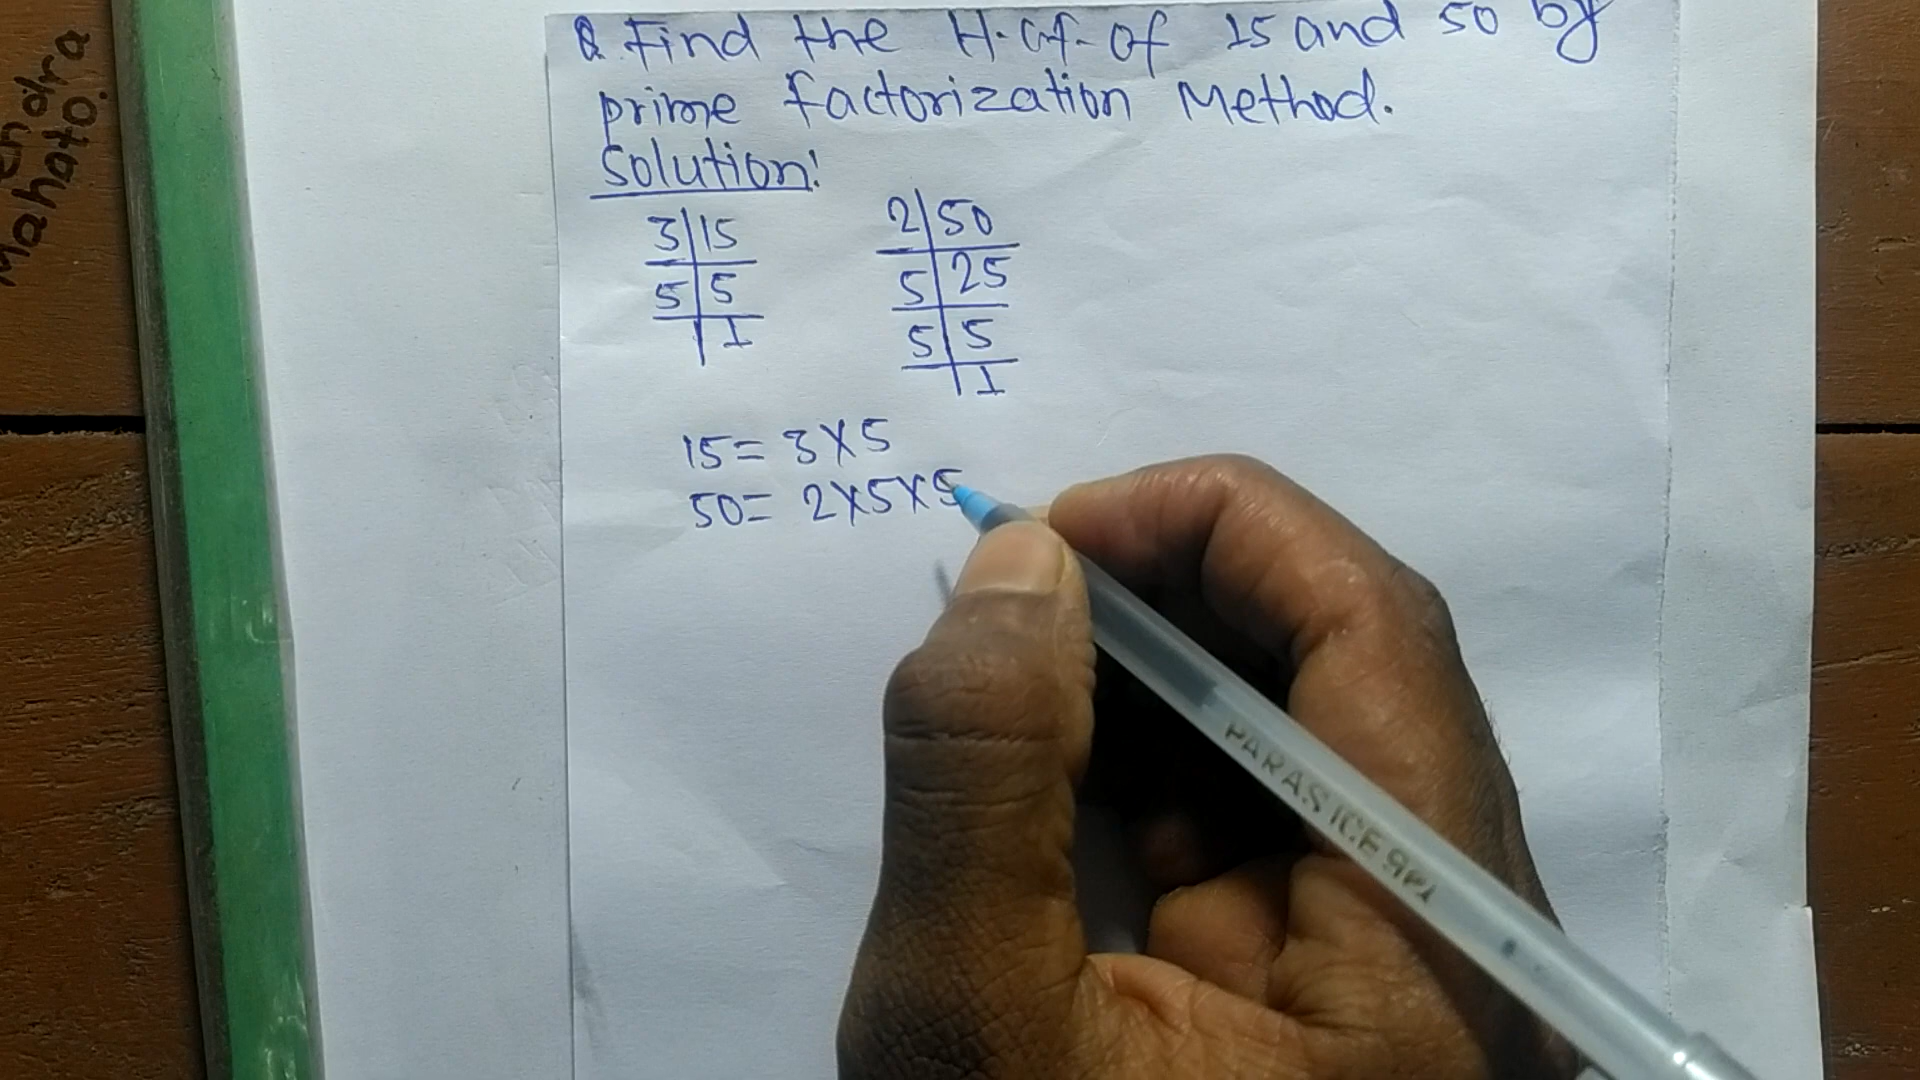 Q. Find the H.C.f. of 15 and 50 by
prime factorization Method.
Solution:
3 15
5 5
1
2 50
5 25
5 5
1
15 = 3 X 5
50 = 2 X 5 X 5
PARAS ICE
Mahato.